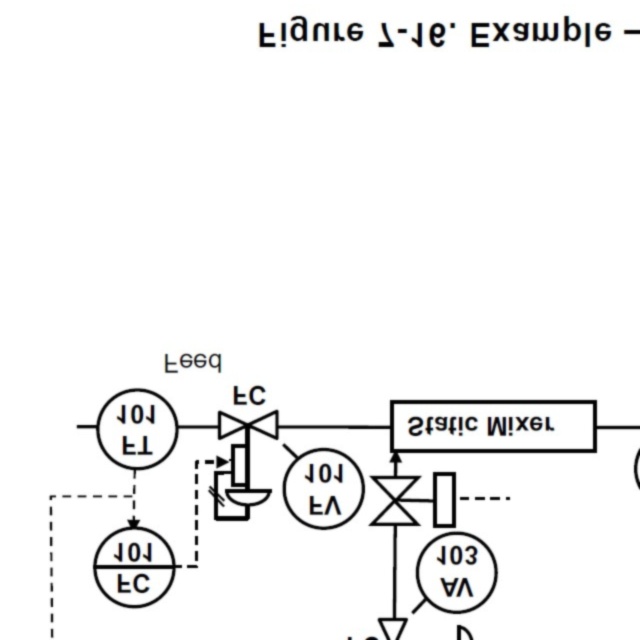 Figure 7-16. Example –
Feed
FC
101
FT
Static Mixer
101
FV
101
FC
103
AV